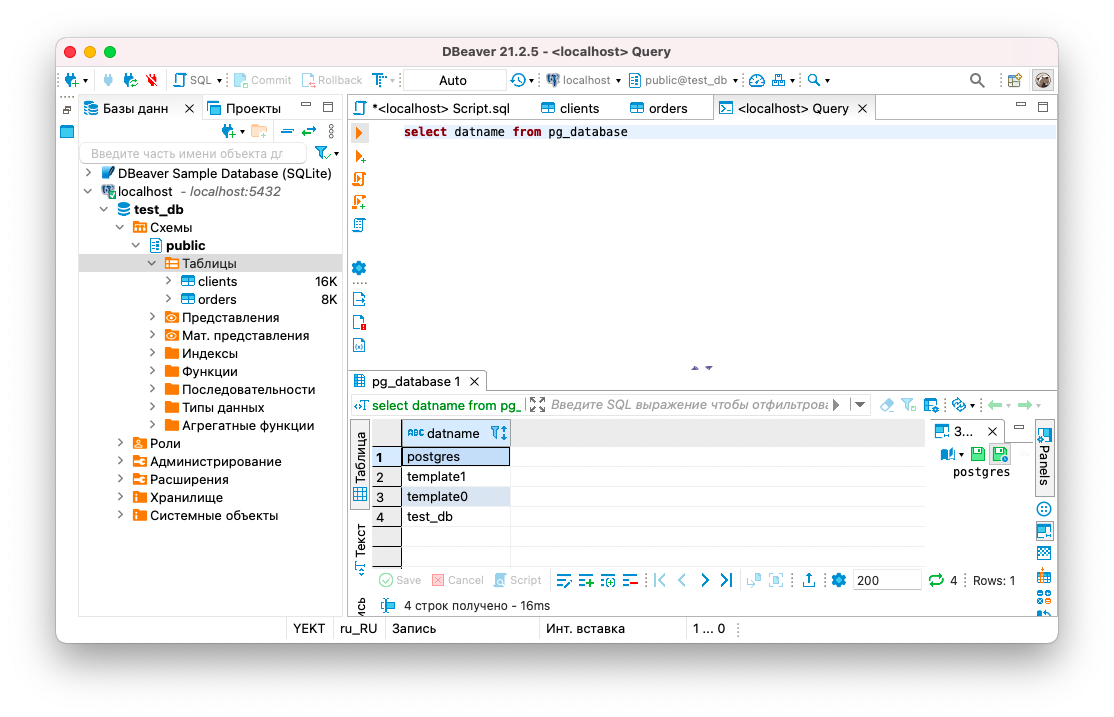 DBeaver 21.2.5 - <localhost> Query
SQL
Commit
Rollback
Auto
localhost
public@test_db
Базы данн
Проекты
Введите часть имени объекта дл
DBeaver Sample Database (SQLite)
localhost - localhost:5432
test_db
Схемы
public
Таблицы
clients 16K
orders 8K
Представления
Мат. представления
Индексы
Функции
Последовательности
Типы данных
Агрегатные функции
Роли
Администрирование
Расширения
Хранилище
Системные объекты
*<localhost> Script.sql
clients
orders
<localhost> Query
select datname from pg_database
pg_database 1
select datname from pg_
Введите SQL выражение чтобы отфильтрова
Таблица
Текст
ись
ABC datname
1 postgres
2 template1
3 template0
4 test_db
З...
postgres
Panels
Save
Cancel
Script
200
4
Rows: 1
4 строк получено - 16ms
YEKT
ru_RU
Запись
Инт. вставка
1 ... 0